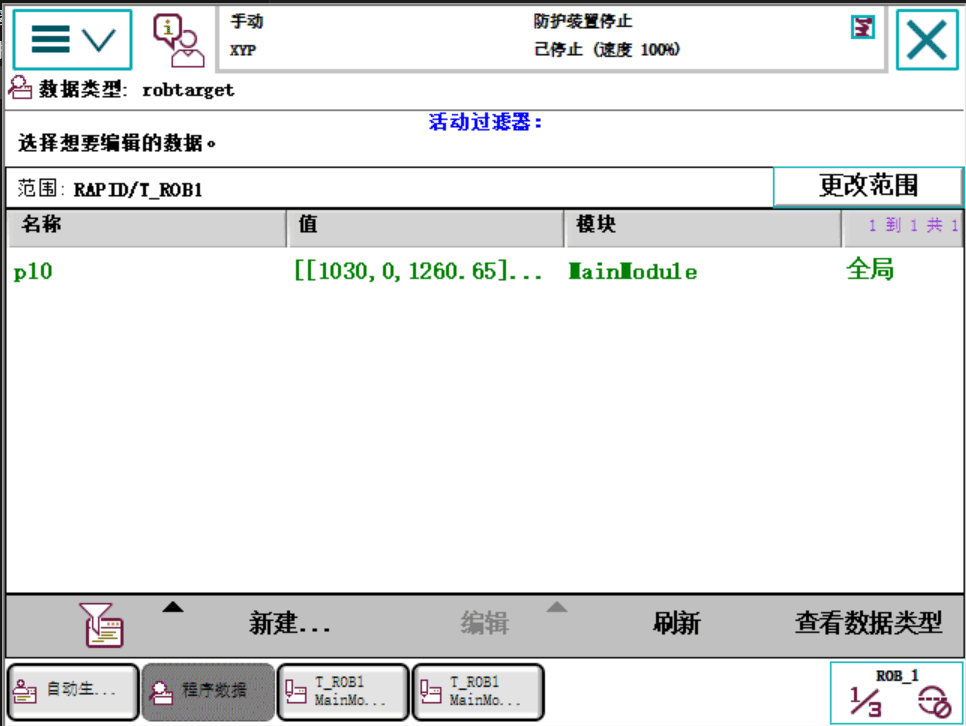 手动
XYP
防护装置停止
己停止 (速度 100%)
数据类型: robtarget
活动过滤器:
选择想要编辑的数据。
范围: RAPID/T_ROB1
更改范围
名称 值 模块 1 到 1 共 1
p10 [[1030,0,1260.65]... MainModule 全局
新建... 编辑 刷新 查看数据类型
自动生...
程序数据
T_ROB1
MainMo...
T_ROB1
MainMo...
ROB_1
1/3